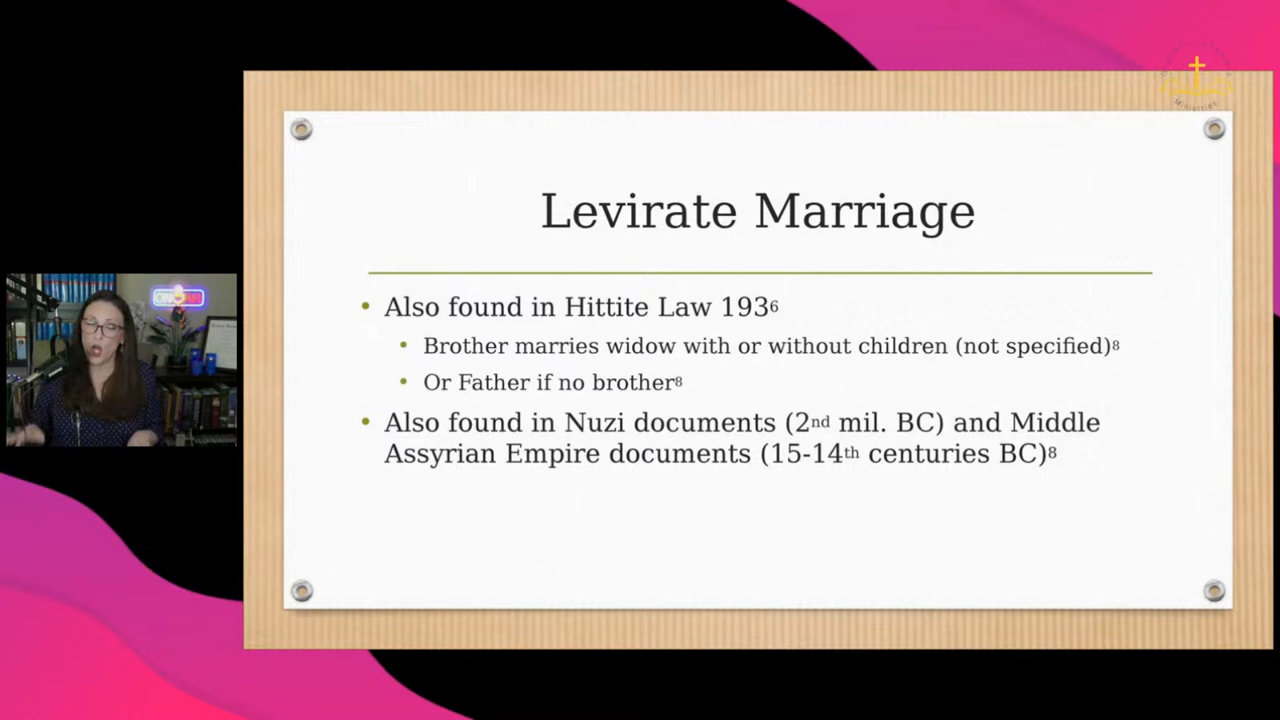 Levirate Marriage
• Also found in Hittite Law 193⁶
• Brother marries widow with or without children (not specified)⁸
• Or Father if no brother⁸
• Also found in Nuzi documents (2ⁿᵈ mil. BC) and Middle
Assyrian Empire documents (15-14ᵗʰ centuries BC)⁸
Ministries